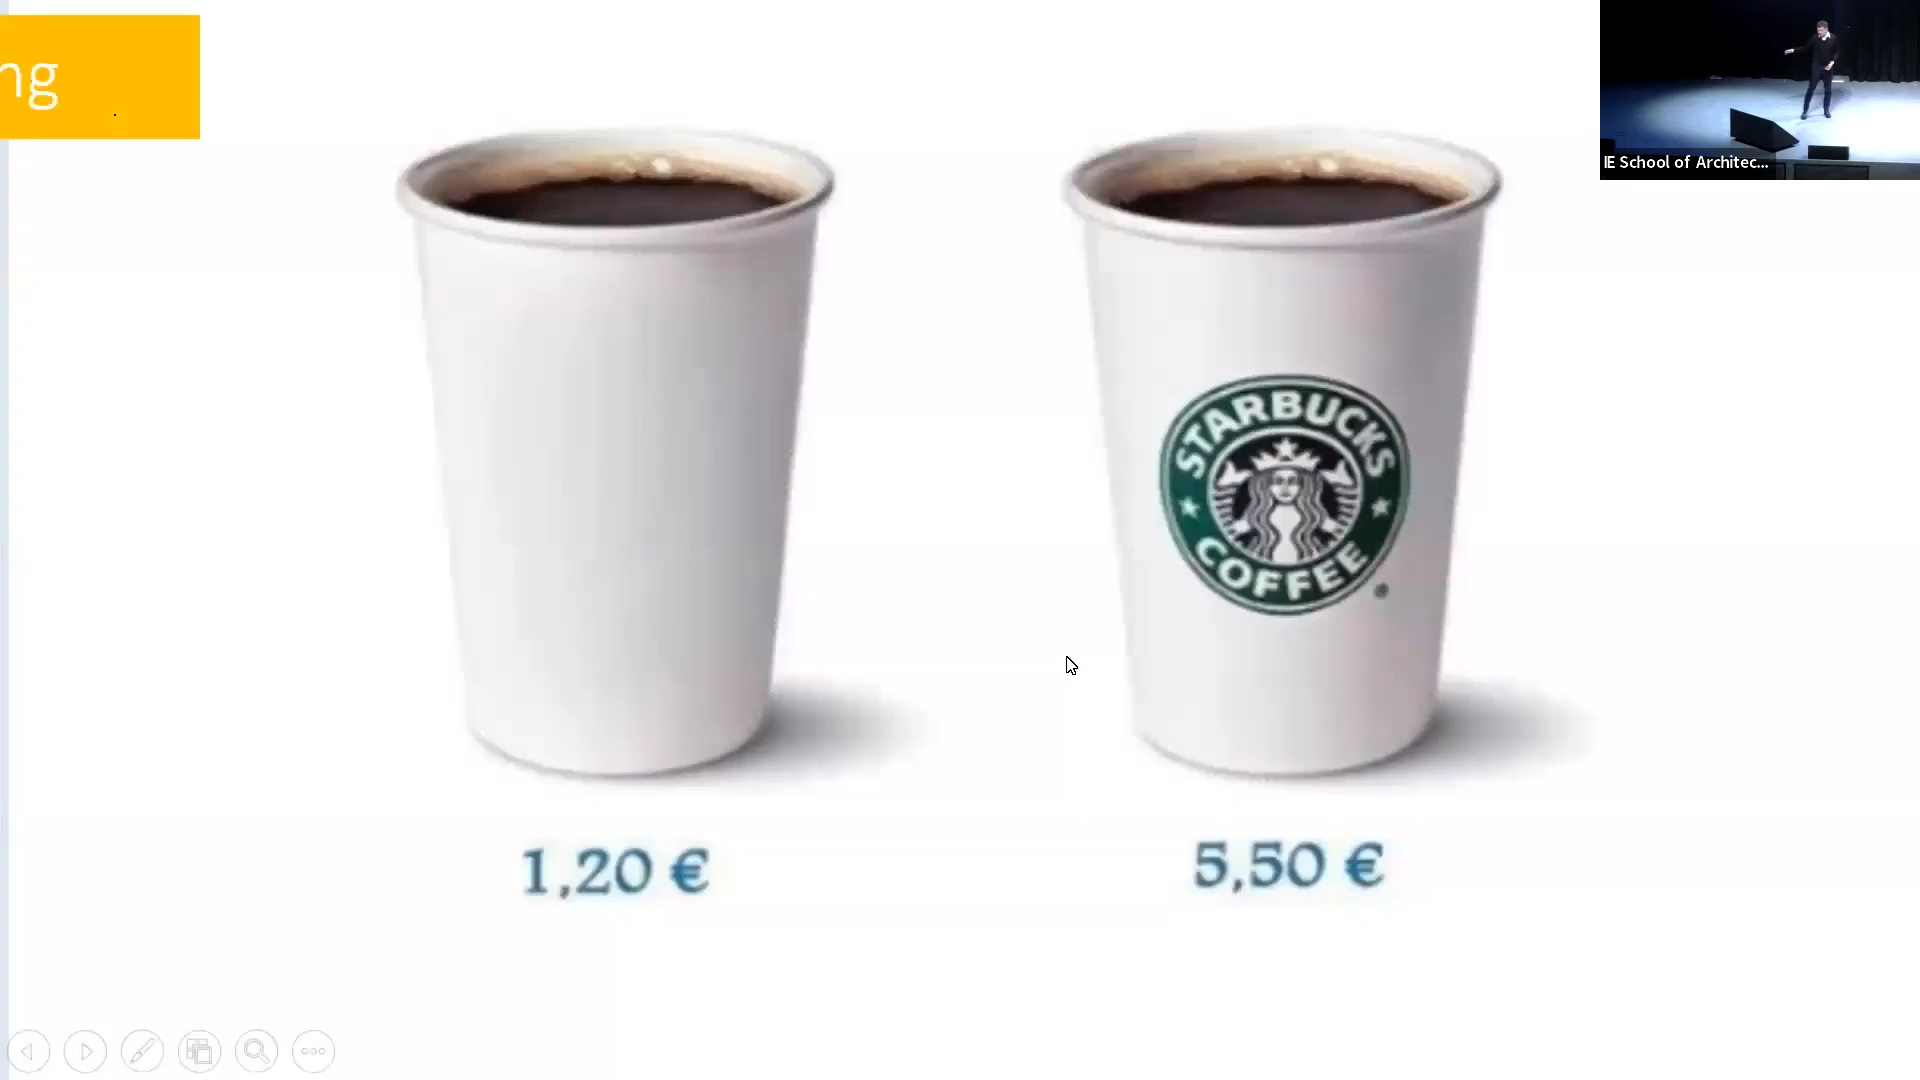 ng
IE School of Architec...
STARBUCKS
COFFEE
1,20 €
5,50 €